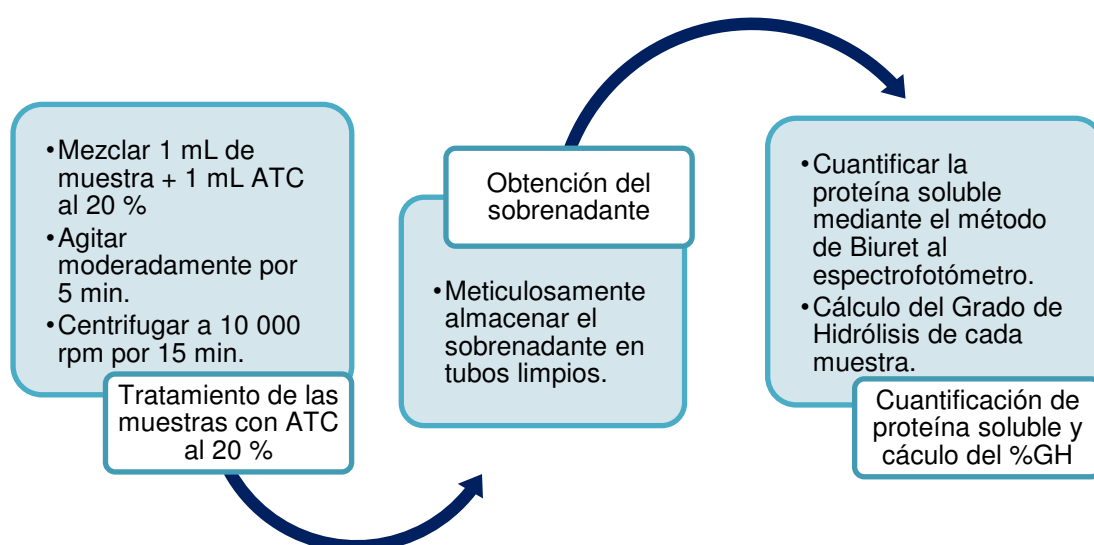 •Mezclar 1 mL de
muestra + 1 mL ATC
al 20 %
•Agitar
moderadamente por
5 min.
•Centrifugar a 10 000
rpm por 15 min.
Tratamiento de las
muestras con ATC
al 20 %
Obtención del
sobrenadante
•Meticulosamente
almacenar el
sobrenadante en
tubos limpios.
•Cuantificar la
proteína soluble
mediante el método
de Biuret al
espectrofotómetro.
•Cálculo del Grado de
Hidrólisis de cada
muestra.
Cuantificación de
proteína soluble y
cáculo del %GH